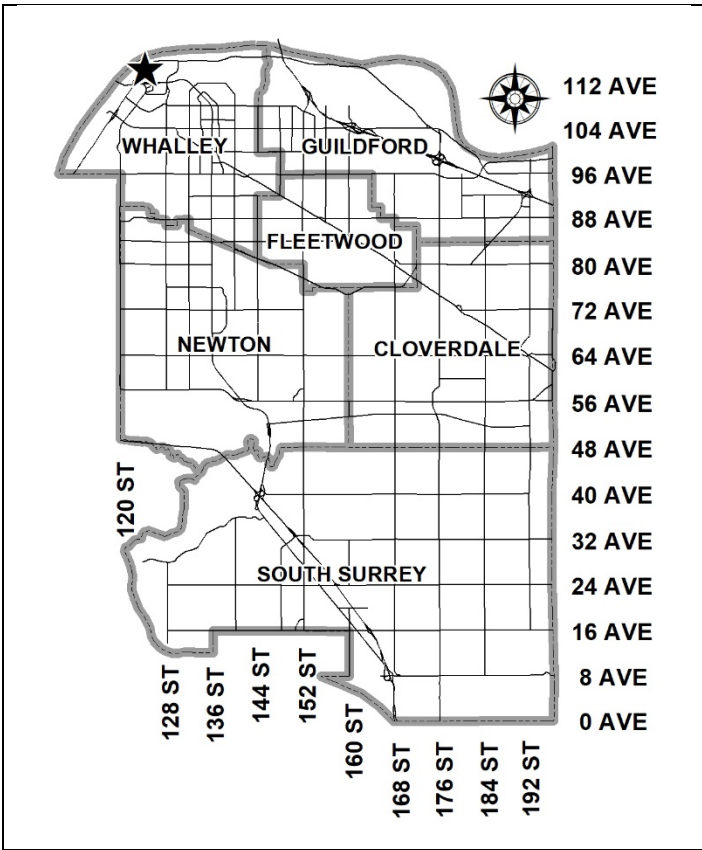 112 AVE
104 AVE
WHALLEY
GUILDFORD
96 AVE
88 AVE
FLEETWOOD
80 AVE
72 AVE
NEWTON
CLOVERDALE
64 AVE
56 AVE
48 AVE
120 ST
40 AVE
32 AVE
SOUTH SURREY
24 AVE
16 AVE
8 AVE
0 AVE
128 ST
136 ST
144 ST
152 ST
160 ST
168 ST
176 ST
184 ST
192 ST